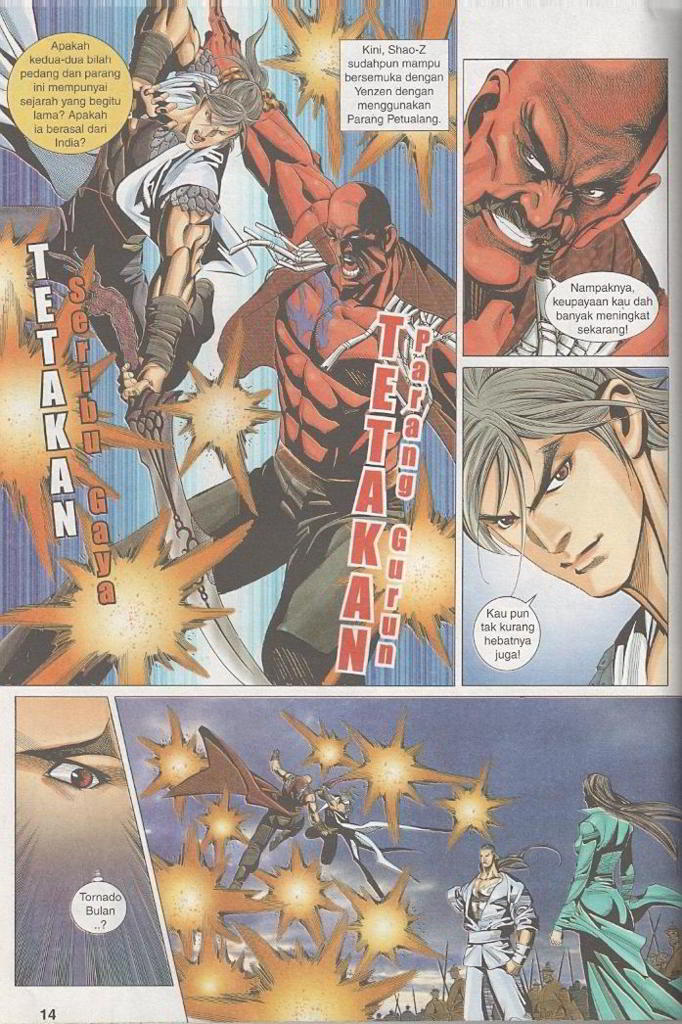 Apakah
kedua-dua bilah
pedang dan parang
ini mempunyai
sejarah yang begitu
lama? Apakah
ia berasal dari
India?
Kini, Shao-Z
sudahpun mampu
bersemuka dengan
Yenzen dengan
menggunakan
Parang Petualang.
TETAKAN
Seribu Gaya
TETAKAN
Parang Gurun
Nampaknya,
keupayaan kau dah
banyak meningkat
sekarang!
Kau pun
tak kurang
hebatnya
juga!
Tornado
Bulan
..?
14